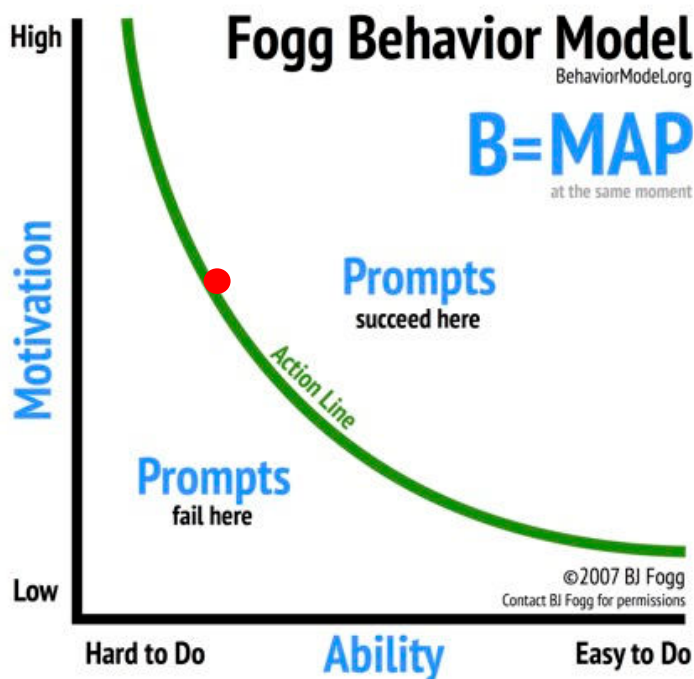 High
Fogg Behavior Model
BehaviorModel.org
B=MAP
at the same moment
Motivation
Prompts
succeed here
Action Line
Prompts
fail here
©2007 BJ Fogg
Contact BJ Fogg for permissions
Low
Hard to Do
Ability
Easy to Do